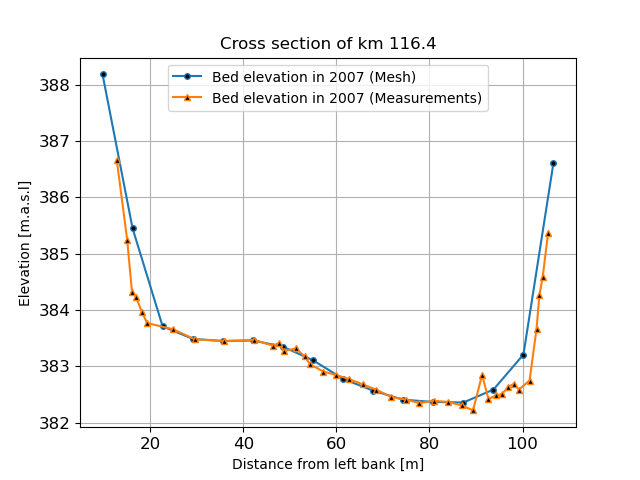 Cross section of km 116.4
Bed elevation in 2007 (Mesh)
Bed elevation in 2007 (Measurements)
388
387
386
385
384
383
382
Elevation [m.a.s.l]
20 40 60 80 100
Distance from left bank [m]